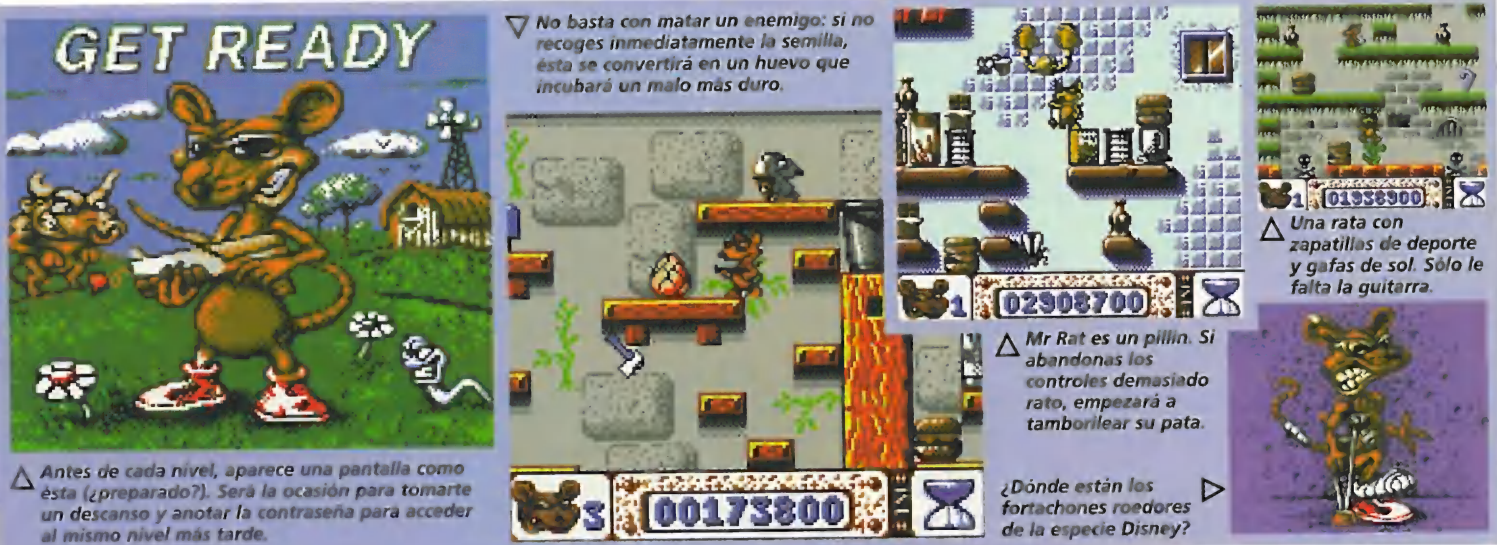 GET READY
△ Antes de cada nivel, aparece una pantalla como
ésta (¿preparado?). Será la ocasión para tomarte
un descanso y anotar la contraseña para acceder
al mismo nivel más tarde.
▽ No basta con matar un enemigo: si no
recoges inmediatamente la semilla,
ésta se convertirá en un huevo que
incubará un malo más duro.
3 00173800 TIME
1 02908700 TIME
△ Mr Rat es un pillin. Si
abandonas los
controles demasiado
rato, empezará a
tamborilear su pata.
¿Dónde están los ▷
fortachones roedores
de la especie Disney?
1 01938900 TIME
△ Una rata con
zapatillas de deporte
y gafas de sol. Sólo le
falta la guitarra.